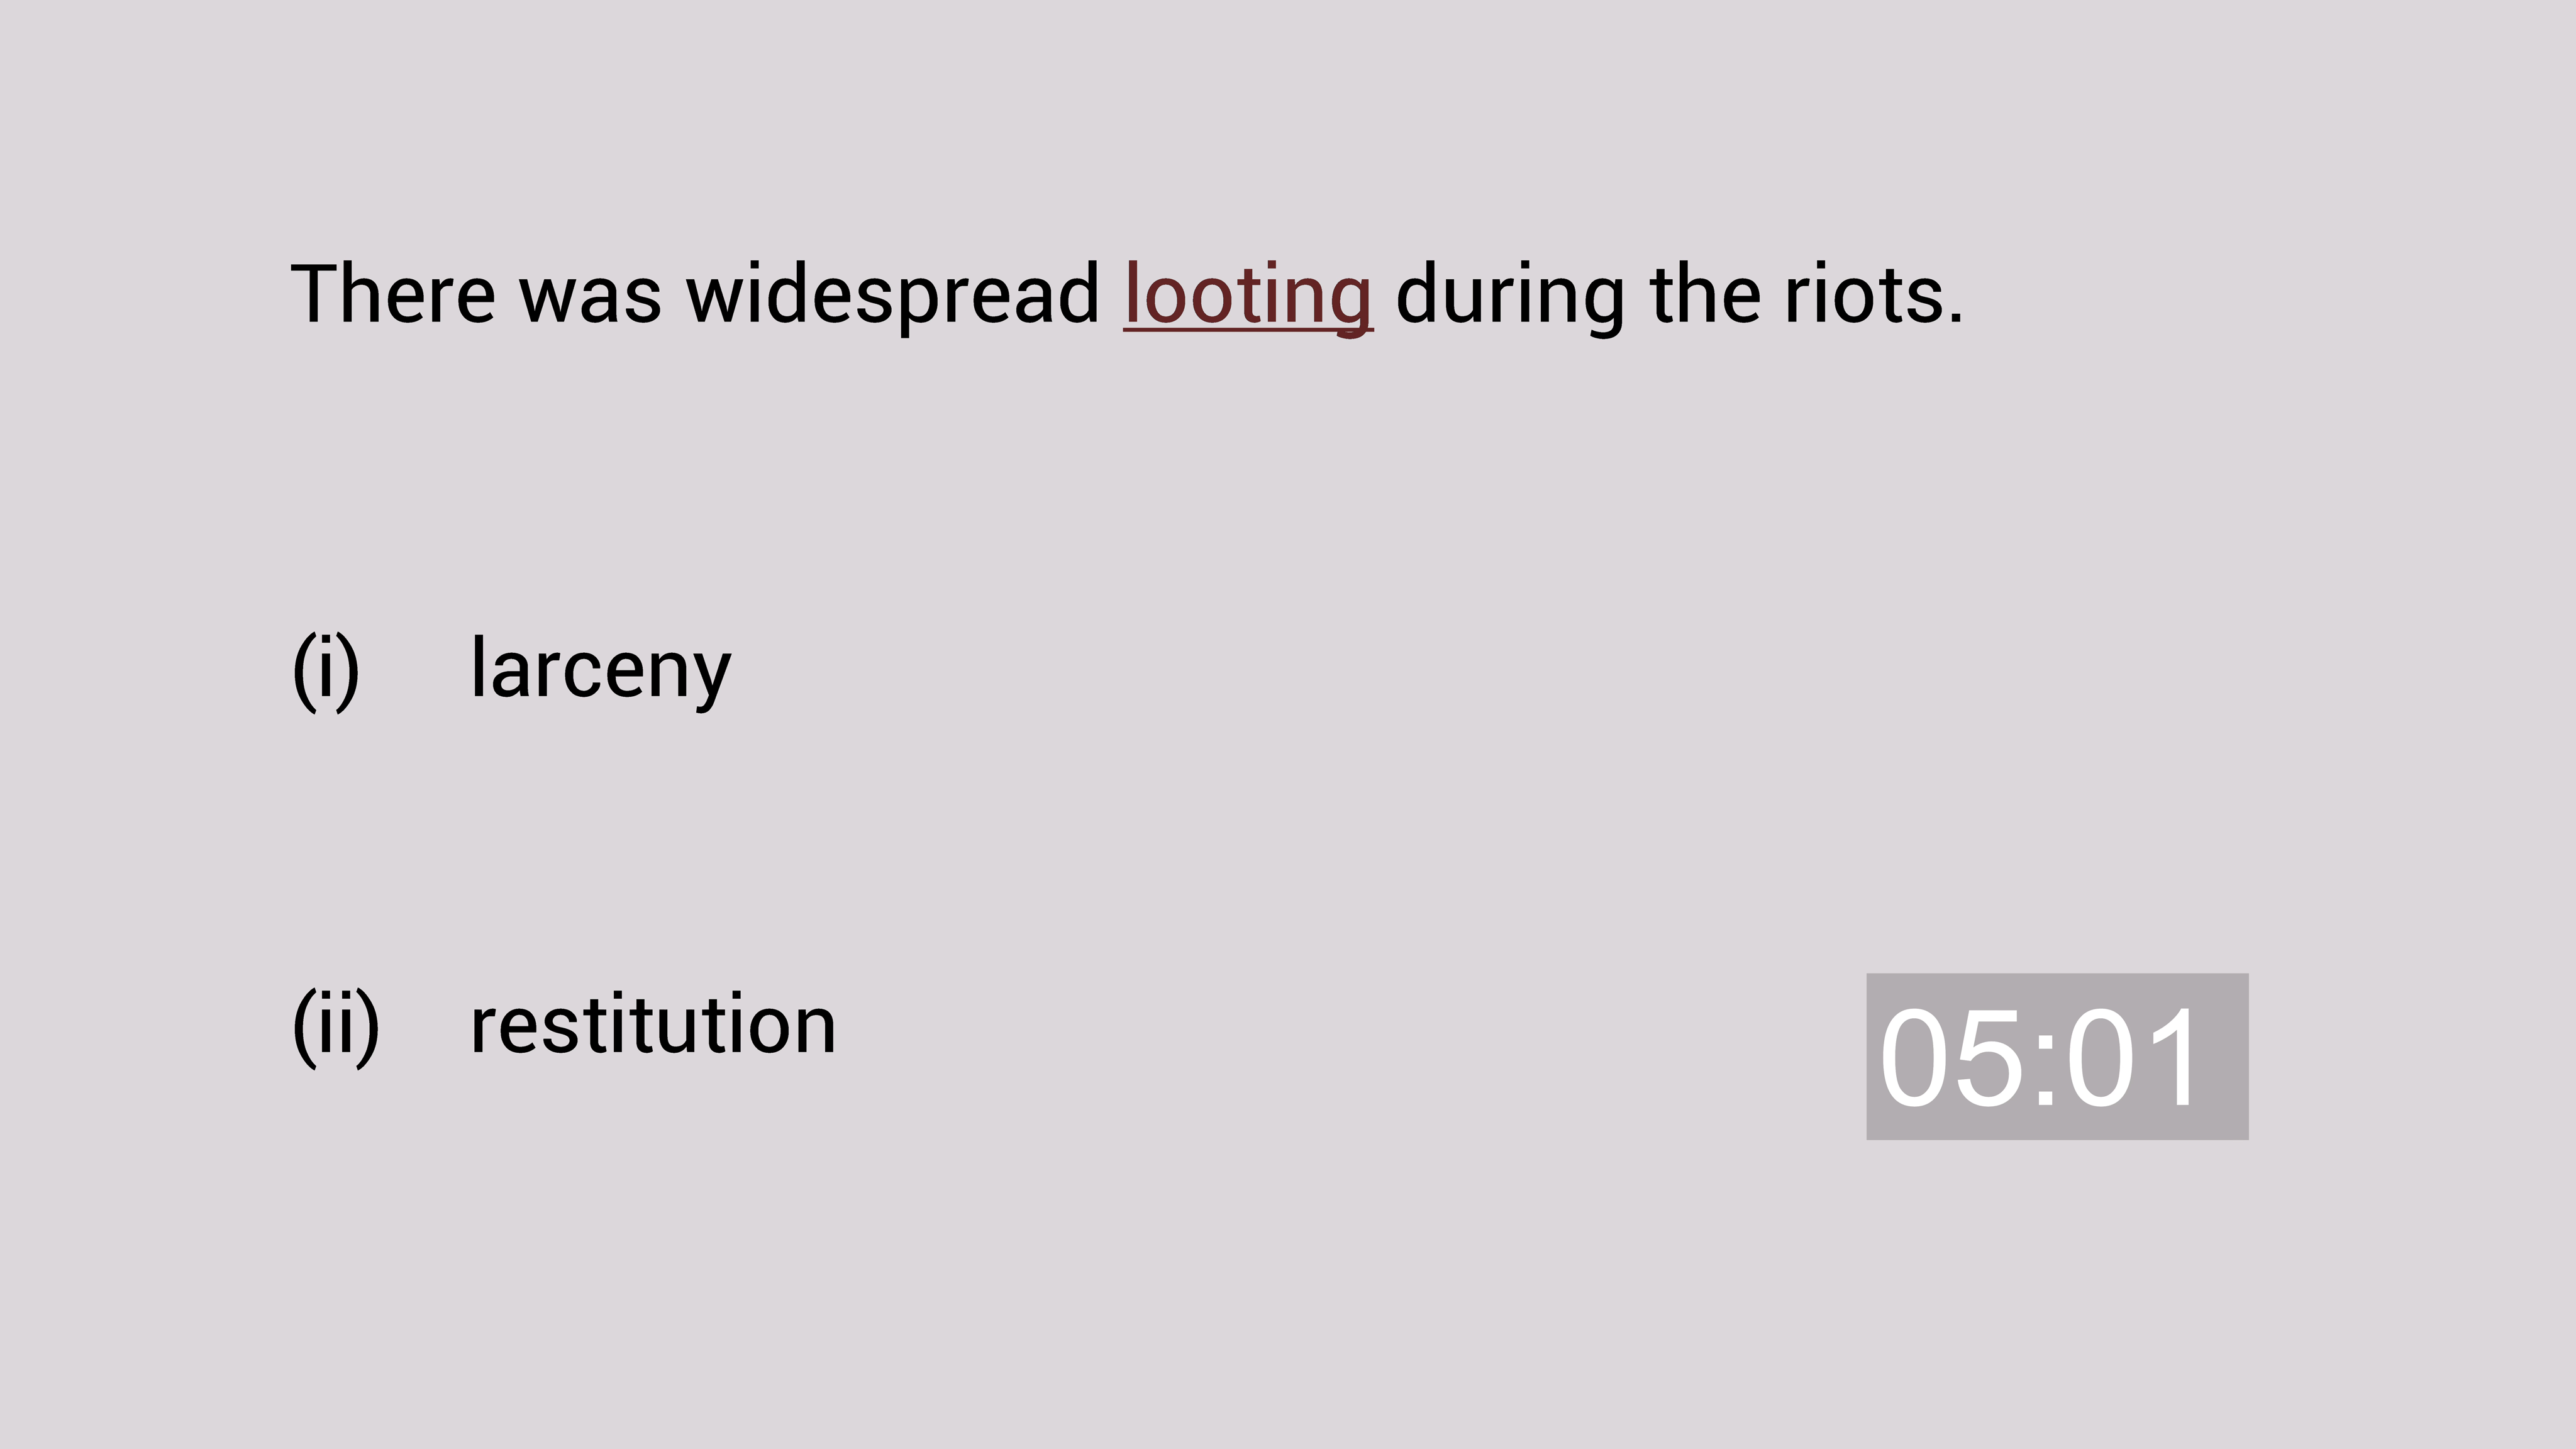 There was widespread looting during the riots.
(i) larceny
(ii) restitution
05:01